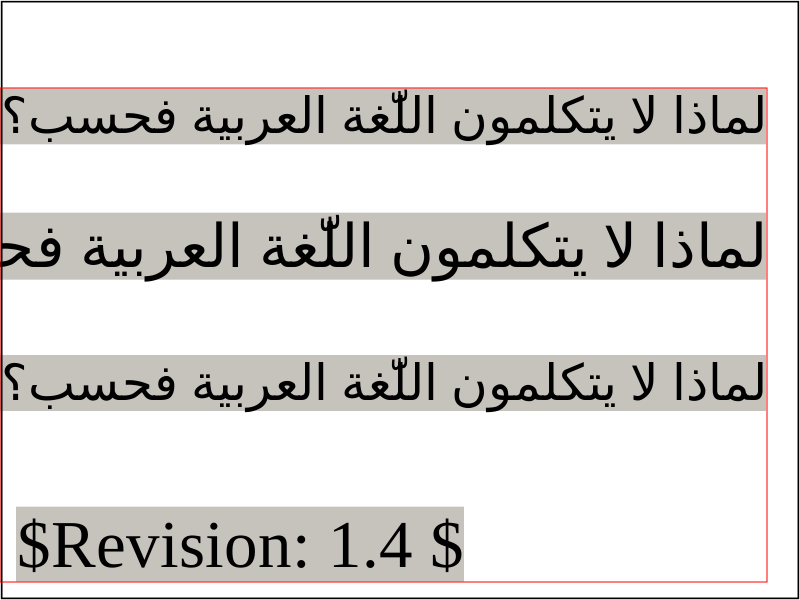 لماذا لا يتكلمون اللّغة العربية فحسب؟
لماذا لا يتكلمون اللّغة العربية
لماذا لا يتكلمون اللّغة العربية فحسب؟
$Revision: 1.4 $